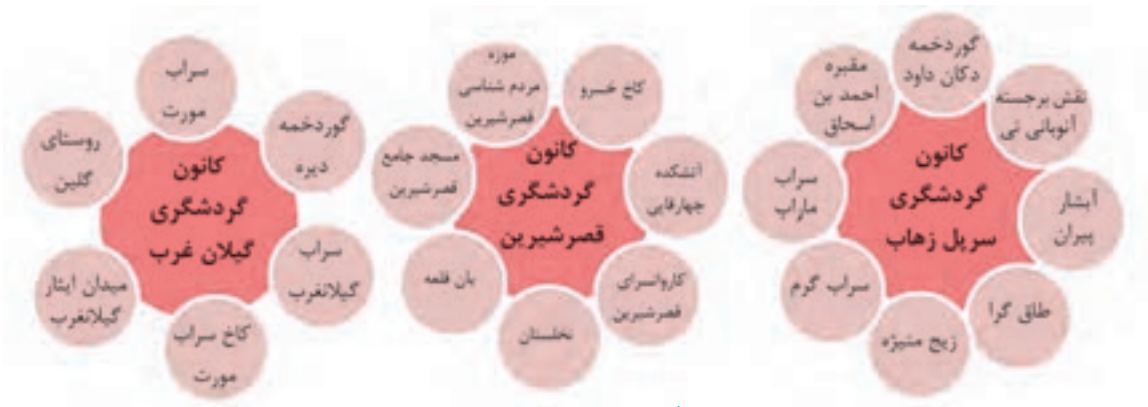 کانون
گردشگری
سرپل زهاب
گوردخمه
دکان داود
نقش برجسته
آنوبانی نی
آبشار
پیران
طاق گرا
زیج منیژه
سراب گرم
سراب
ماراب
مقبره
احمد بن
اسحاق
کانون
گردشگری
قصرشیرین
موزه
مردم شناسی
قصرشیرین
کاخ خسرو
آتشکده
چهارقاپی
کاروانسرای
قصرشیرین
نخلستان
بان قلعه
مسجد جامع
قصرشیرین
کانون
گردشگری
گیلان غرب
سراب
مورت
گوردخمه
دیره
سراب
گیلانغرب
کاخ سراب
مورت
میدان ایثار
گیلانغرب
روستای
گلین